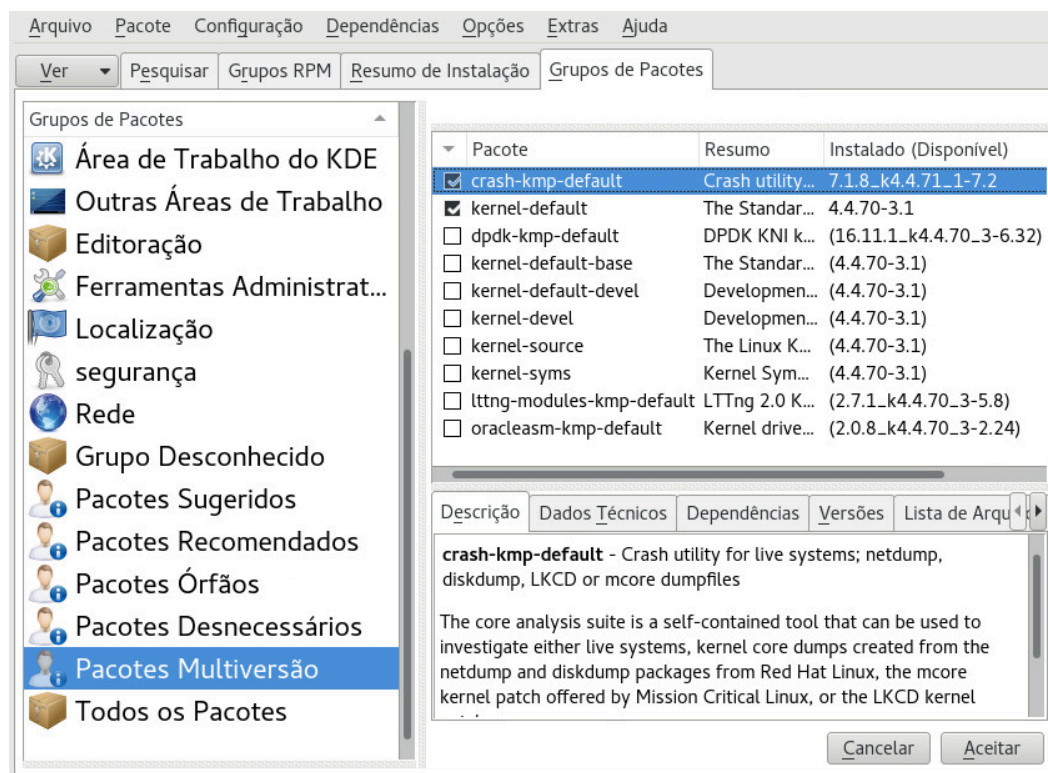 Arquivo Pacote Configuração Dependências Opções Extras Ajuda
Ver Pesquisar Grupos RPM Resumo de Instalação Grupos de Pacotes
Grupos de Pacotes
Área de Trabalho do KDE
Outras Áreas de Trabalho
Editoração
Ferramentas Administrat...
Localização
segurança
Rede
Grupo Desconhecido
Pacotes Sugeridos
Pacotes Recomendados
Pacotes Órfãos
Pacotes Desnecessários
Pacotes Multiversão
Todos os Pacotes
Pacote Resumo Instalado (Disponível)
crash-kmp-default Crash utility... 7.1.8_k4.4.71_1-7.2
kernel-default The Standar... 4.4.70-3.1
dpdk-kmp-default DPDK KNI k... (16.11.1_k4.4.70_3-6.32)
kernel-default-base The Standar... (4.4.70-3.1)
kernel-default-devel Developmen... (4.4.70-3.1)
kernel-devel Developmen... (4.4.70-3.1)
kernel-source The Linux K... (4.4.70-3.1)
kernel-syms Kernel Sym... (4.4.70-3.1)
lttng-modules-kmp-default LTTng 2.0 K... (2.7.1_k4.4.70_3-5.8)
oracleasm-kmp-default Kernel drive... (2.0.8_k4.4.70_3-2.24)
Descrição Dados Técnicos Dependências Versões Lista de Arqu
crash-kmp-default - Crash utility for live systems; netdump,
diskdump, LKCD or mcore dumpfiles
The core analysis suite is a self-contained tool that can be used to
investigate either live systems, kernel core dumps created from the
netdump and diskdump packages from Red Hat Linux, the mcore
kernel patch offered by Mission Critical Linux, or the LKCD kernel
Cancelar Aceitar